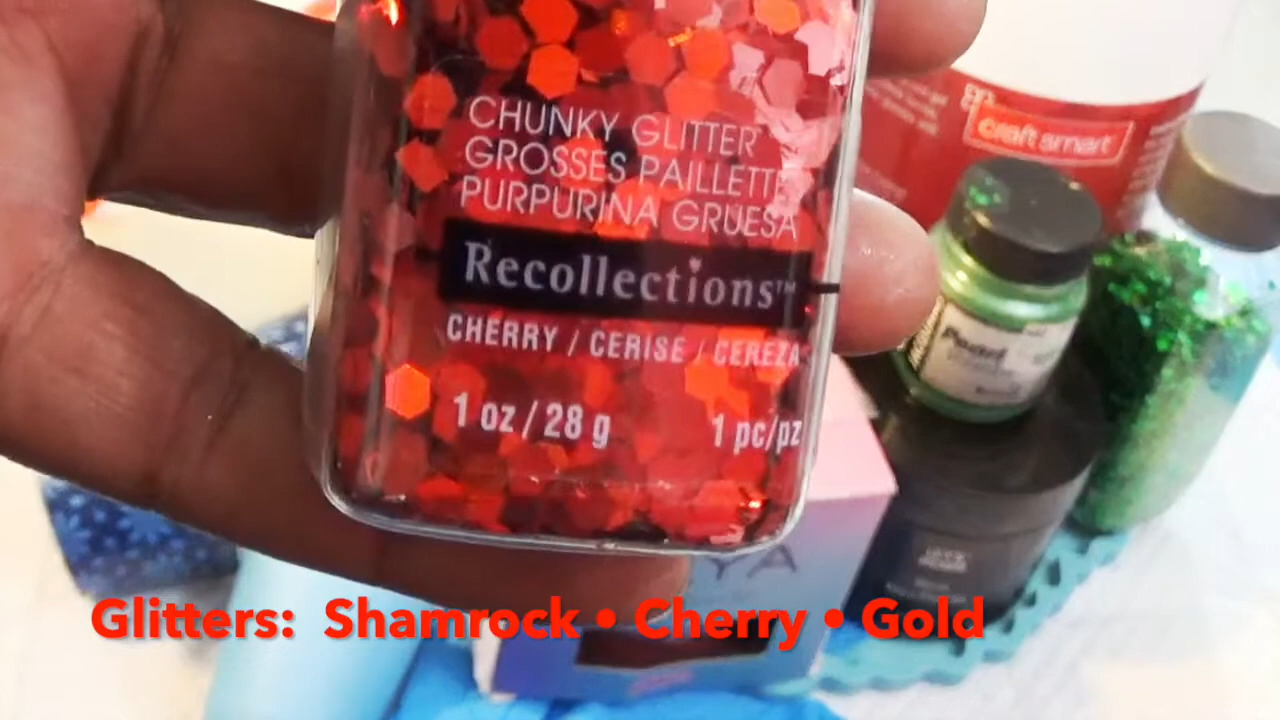 CHUNKY GLITTER
GROSSES PAILLETTE
PURPURINA GRUESA
Recollections™
CHERRY / CERISE / CEREZA
1 oz / 28 g 1 pc/pz
craft smart
Glitters: Shamrock • Cherry • Gold